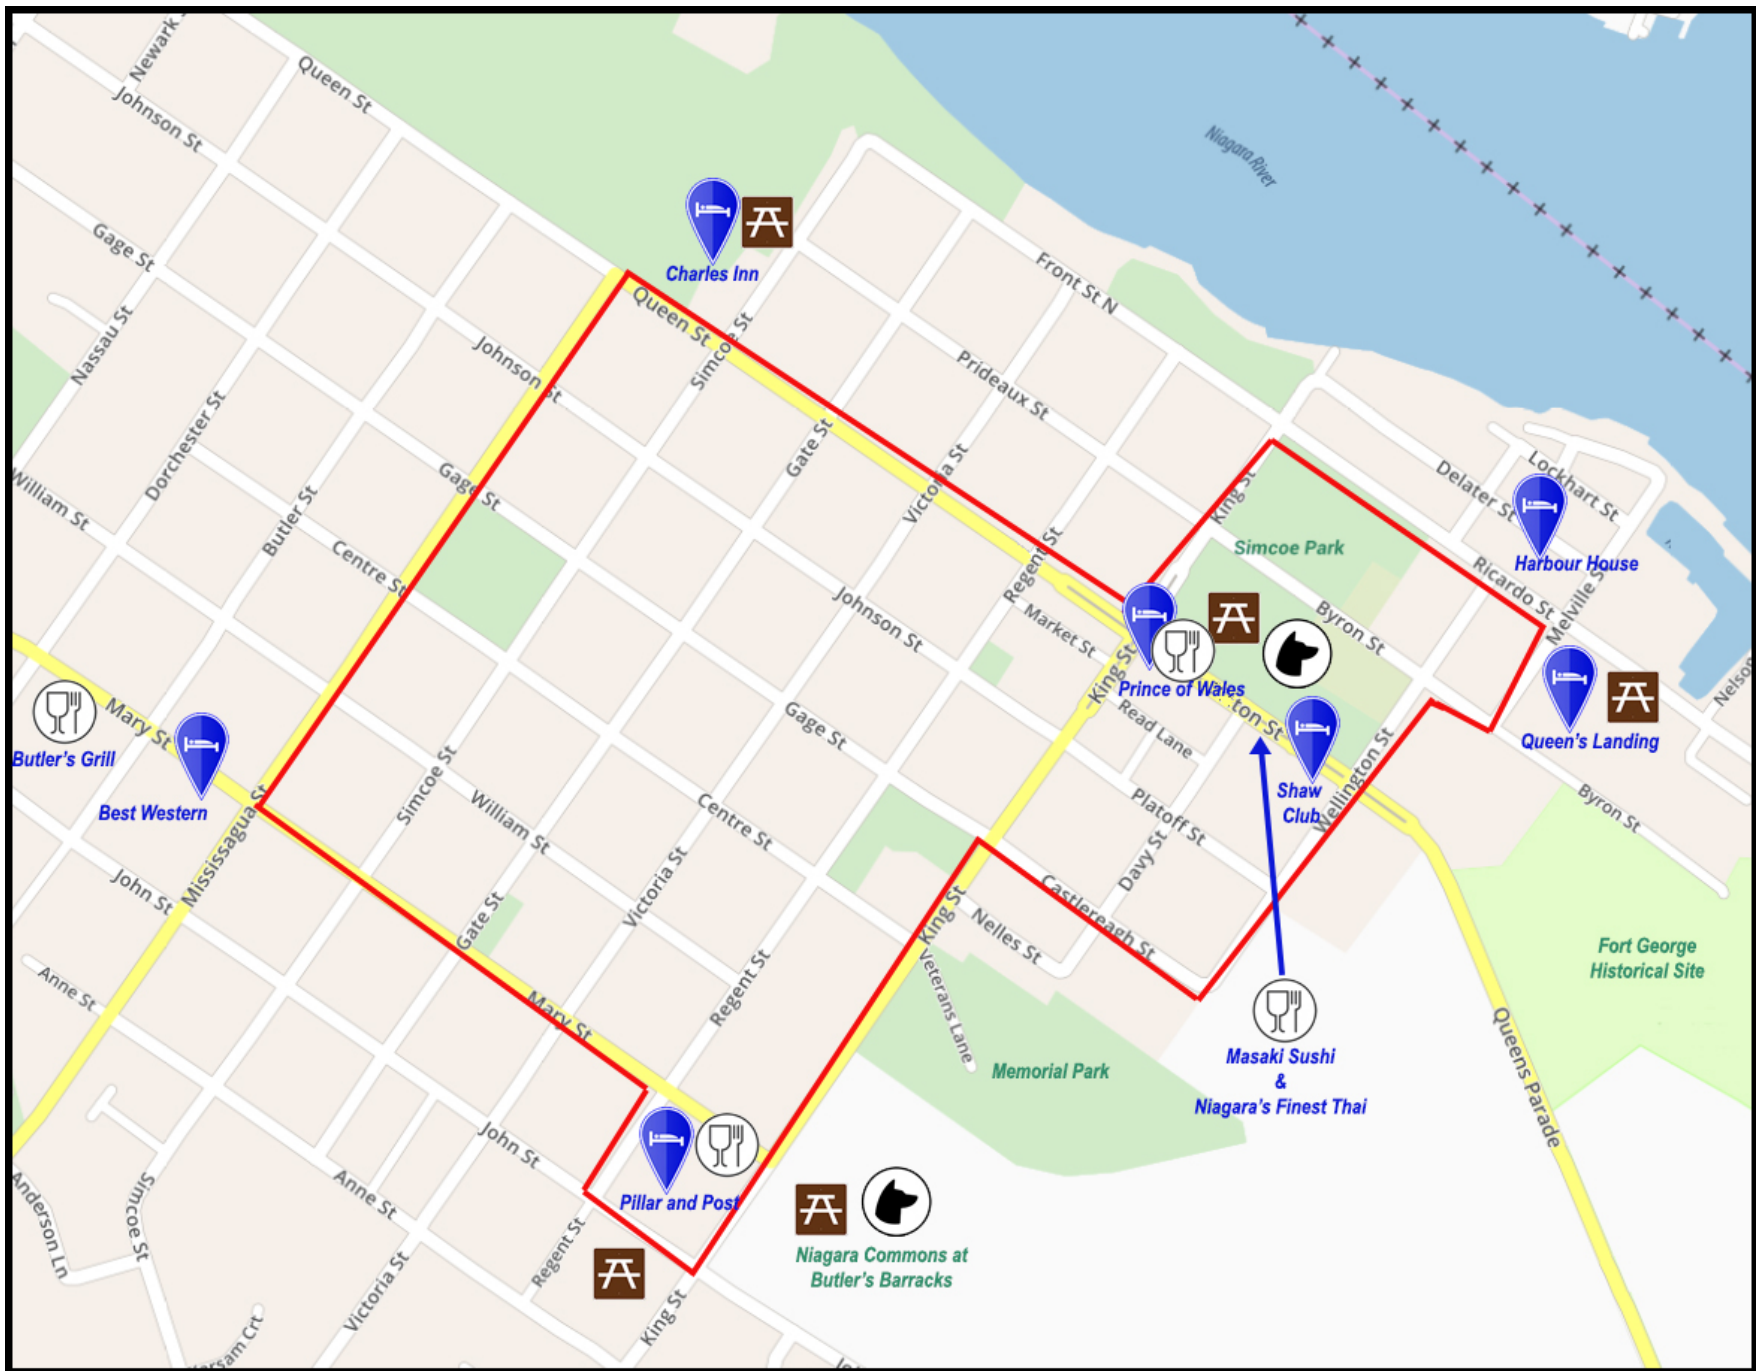 Newark
Queen St
Johnson St
Niagara River
Gage St
Charles Inn
Front St N
Queen St
Nassau St
Johnson St
Simcoe St
Prideaux St
Dorchester St
Gate St
Victoria St
King St
Lockhart St
Delater St
William St
Gage St
Butler St
Simcoe Park
Harbour House
Centre St
Regent St
Ricardo St
Melville S
Johnson St
Market St
Byron St
King St
Prince of Wales
Nelson
Mary St
Read Lane
ton St
Butler's Grill
Gage St
Queen's Landing
Best Western
Simcoe St
Wellington St
Shaw
Club
Mississagua St
William St
Centre St
Platoff St
Byron St
Davy St
John St
Victoria St
Gate St
Castlereagh St
King St
Nelles St
Fort George
Historical Site
Anne St
Mary St
Regent St
Veterans Lane
Queens Parade
Masaki Sushi
&
Niagara's Finest Thai
Memorial Park
John St
Anne St
Pillar and Post
Simcoe St
Anderson Ln
Regent St
Niagara Commons at
Butler's Barracks
Victoria St
King St